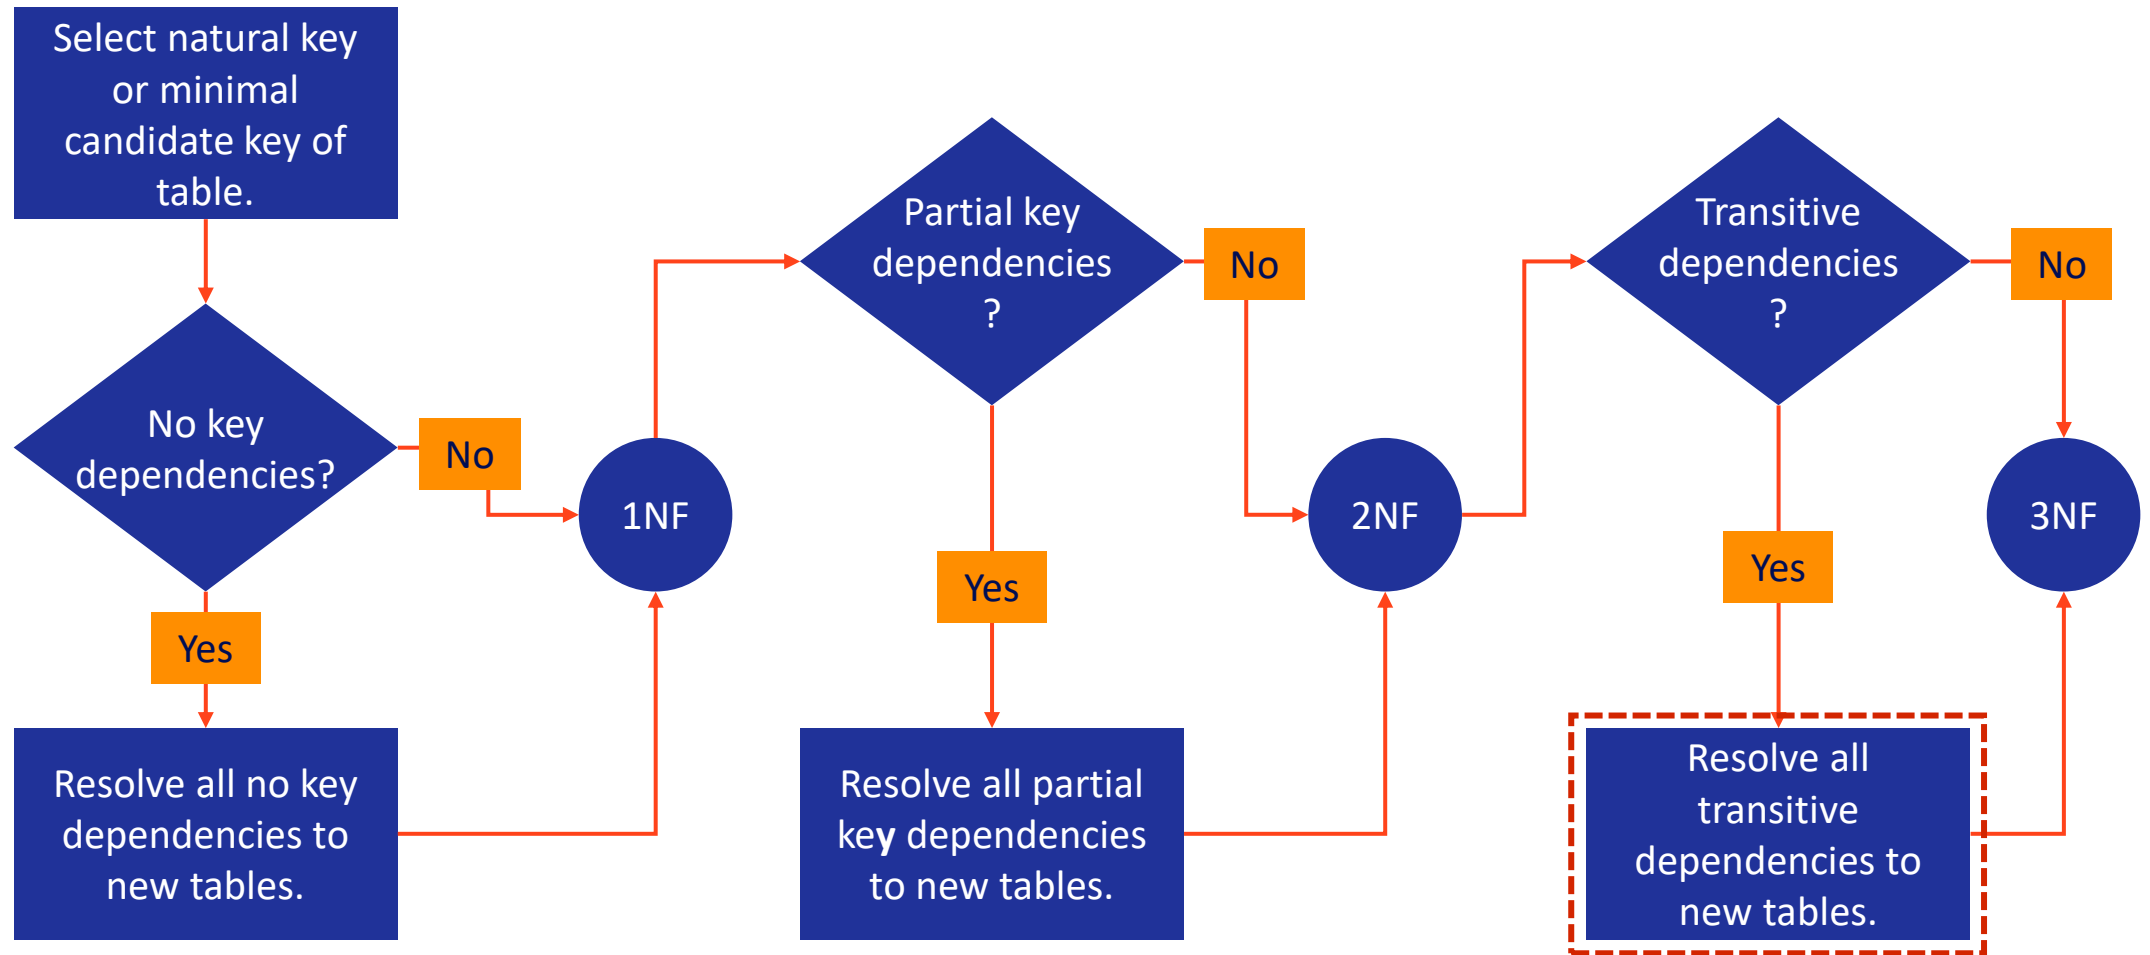 Select natural key
or minimal
candidate key of
table.
No key
dependencies?
No
Yes
Resolve all no key
dependencies to
new tables.
1NF
Partial key
dependencies
?
No
Yes
Resolve all partial
key dependencies
to new tables.
2NF
Transitive
dependencies
?
No
Yes
Resolve all
transitive
dependencies to
new tables.
3NF